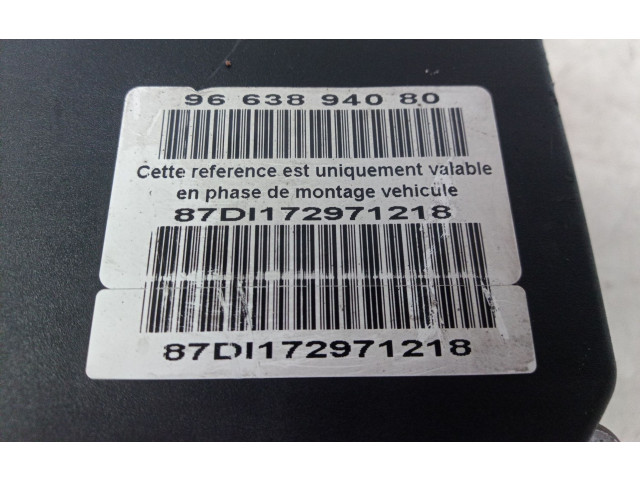 96 638 940 80
Cette reference est uniquement valable
en phase de montage vehicule
87DI172971218
87DI172971218